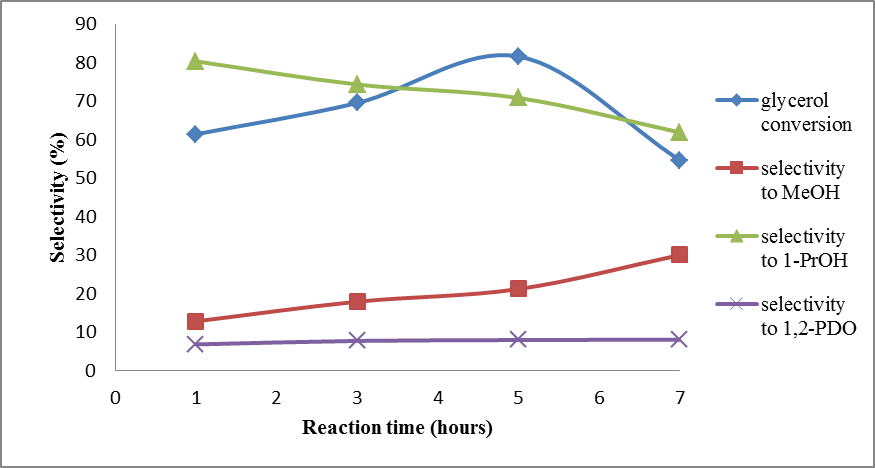 90
80
70
60
50
40
30
20
10
0
Selectivity (%)
0 1 2 3 4 5 6 7
Reaction time (hours)
glycerol
conversion
selectivity
to MeOH
selectivity
to 1-PrOH
selectivity
to 1,2-PDO